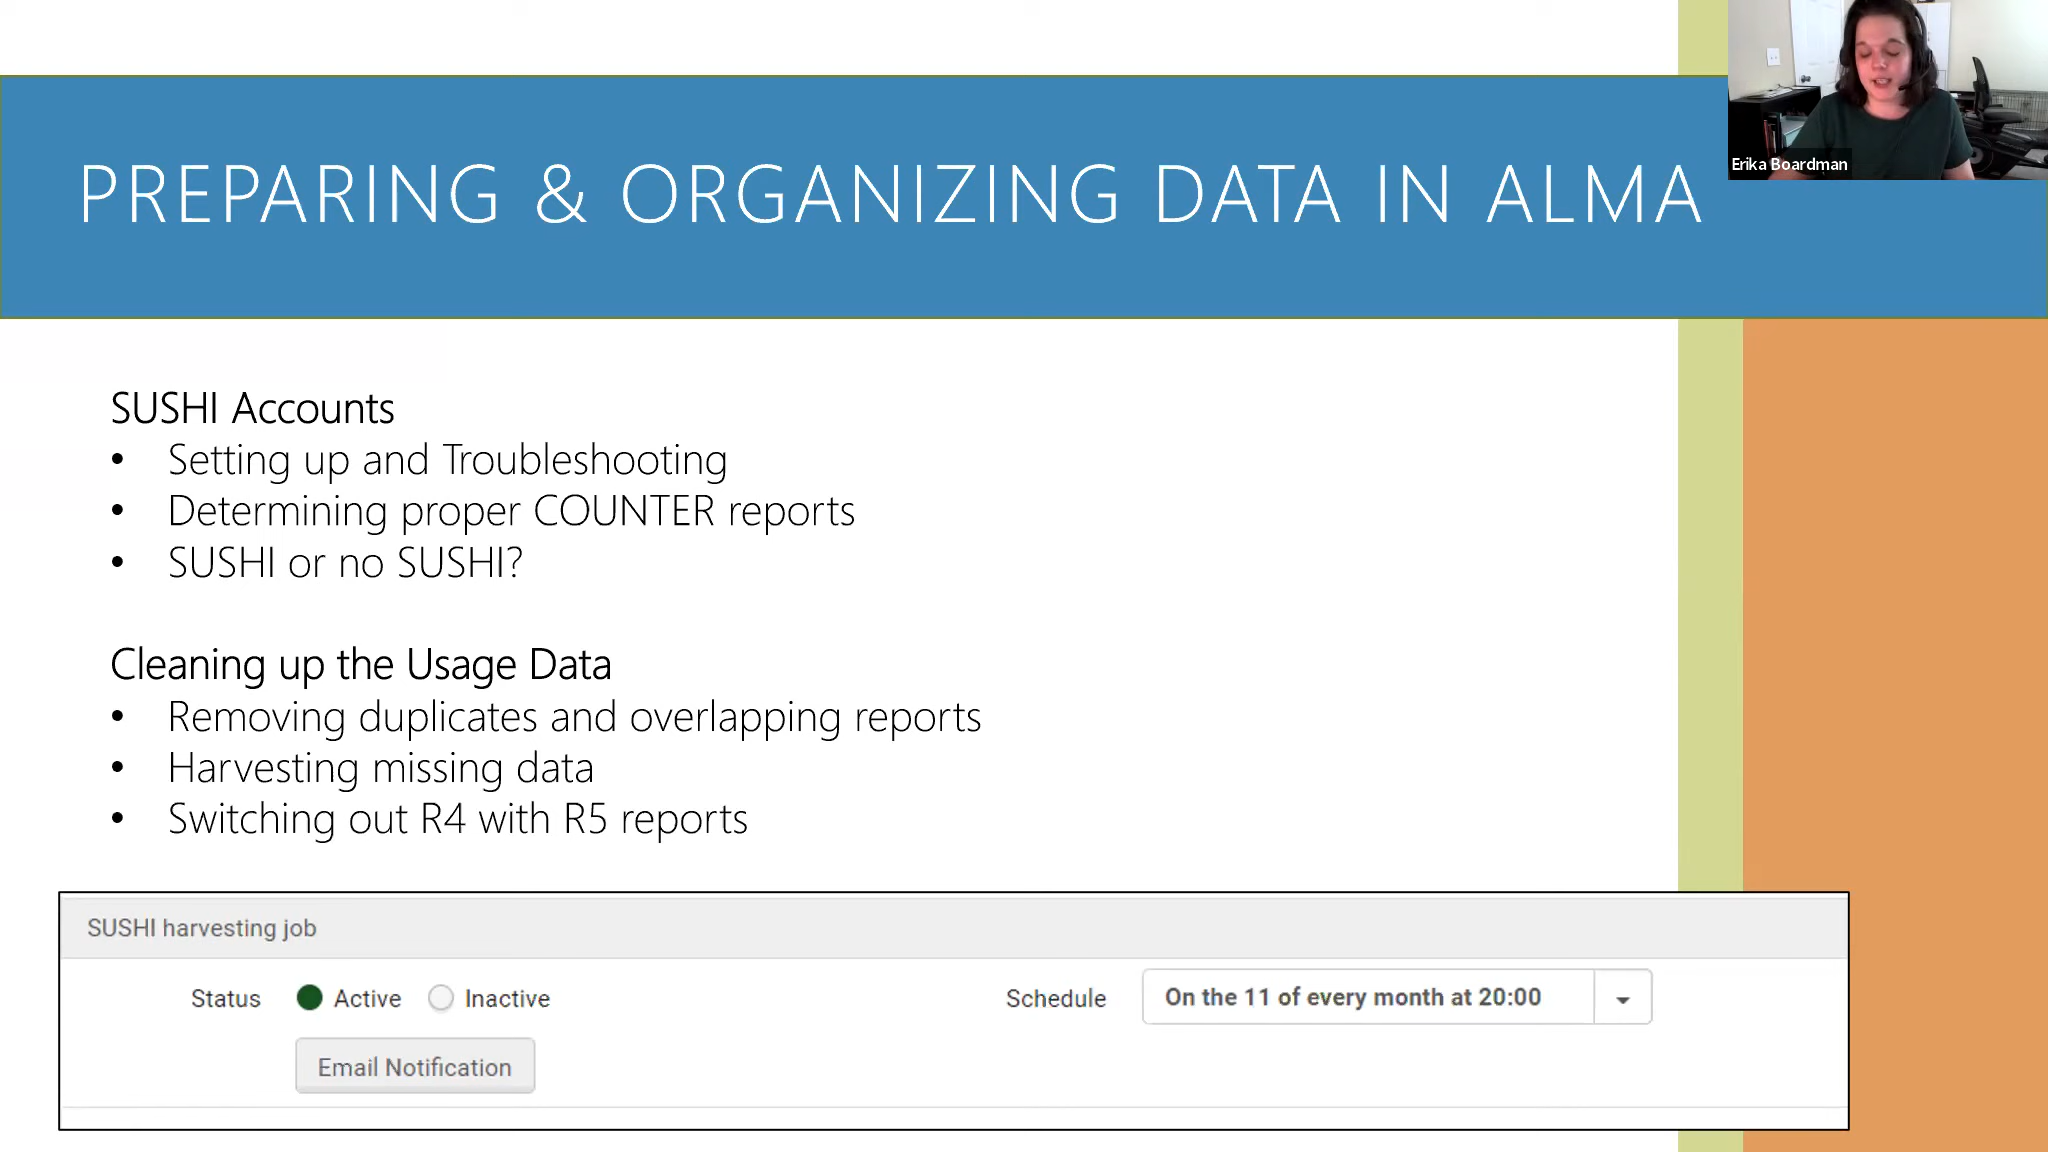 PREPARING & ORGANIZING DATA IN ALMA
Erika Boardman
SUSHI Accounts
• Setting up and Troubleshooting
• Determining proper COUNTER reports
• SUSHI or no SUSHI?
Cleaning up the Usage Data
• Removing duplicates and overlapping reports
• Harvesting missing data
• Switching out R4 with R5 reports
SUSHI harvesting job
Status Active Inactive Schedule On the 11 of every month at 20:00
Email Notification